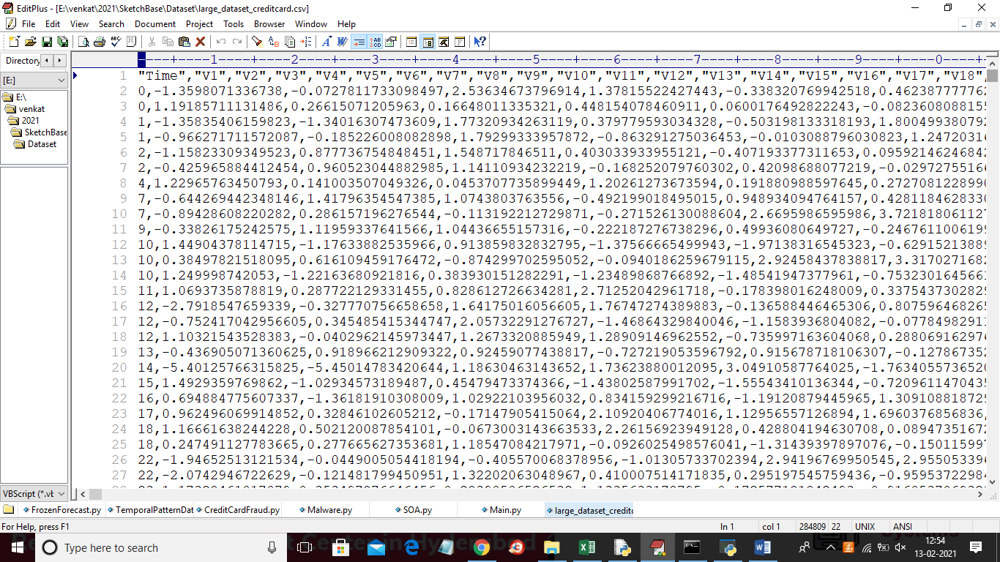 EditPlus - [E:\venkat\2021\SketchBase\Dataset\large_dataset_creditcard.csv]
File Edit View Search Document Project Tools Browser Window Help
Directory
[E:]
E:\
venkat
2021
SketchBase
Dataset
----+----1----+----2----+----3----+----4----+----5----+----6----+----7----+----8----+----9----+----0----+
1 "Time","V1","V2","V3","V4","V5","V6","V7","V8","V9","V10","V11","V12","V13","V14","V15","V16","V17","V18",
2 0,-1.3598071336738,-0.0727811733098497,2.53634673796914,1.37815522427443,-0.338320769942518,0.46238777776
3 0,1.19185711131486,0.26615071205963,0.16648011335321,0.448154078460911,0.0600176492822243,-0.082360808815
4 1,-1.35835406159823,-1.34016307473609,1.77320934263119,0.379779593034328,-0.503198133318193,1.80049938079
5 1,-0.966271711572087,-0.185226008082898,1.79299333957872,-0.863291275036453,-0.0103088796030823,1.2472031
6 2,-1.15823309349523,0.877736754848451,1.548717846511,0.403033933955121,-0.407193377311653,0.0959214624684
7 2,-0.425965884412454,0.960523044882985,1.14110934232219,-0.168252079760302,0.42098688077219,-0.0297275516
8 4,1.22965763450793,0.141003507049326,0.0453707735899449,1.20261273673594,0.191880988597645,0.272708122899
9 7,-0.644269442348146,1.41796354547385,1.0743803763556,-0.492199018495015,0.948934094764157,0.428118462833
10 7,-0.89428608220282,0.286157196276544,-0.113192212729871,-0.271526130088604,2.6695986595986,3.721818061127
11 9,-0.33826175242575,1.11959337641566,1.04436655157316,-0.222187276738296,0.49936080649727,-0.2467611006199
12 10,1.44904378114715,-1.17633882535966,0.913859832832795,-1.37566665499943,-1.97138316545323,-0.62915213889
13 10,0.38497821518095,0.616109459176472,-0.874299702595052,-0.0940186259679115,2.92458437838817,3.3170271682
14 10,1.249998742053,-1.22163680921816,0.383930151282291,-1.23489868766892,-1.48541947377961,-0.753230164566
15 11,1.0693735878819,0.287722129331455,0.828612726634281,2.71252042961718,-0.178398016248009,0.337543730282
16 12,-2.7918547659339,-0.327770756658658,1.64175016056605,1.76747274389883,-0.136588446465306,0.80759646826
17 12,-0.752417042956605,0.345485415344747,2.05732291276727,-1.46864329840046,-1.1583936804082,-0.0778498291
18 12,1.10321543528383,-0.0402962145973447,1.2673320885949,1.28909146962552,-0.735997163604068,0.28806916297
19 13,-0.436905071360625,0.918966212909322,0.92459077438817,-0.727219053596792,0.915678718106307,-0.12786735
20 14,-5.40125766315825,-5.45014783420644,1.18630463143652,1.73623880012095,3.04910587764025,-1.763405573652
21 15,1.4929359769862,-1.02934573189487,0.45479473374366,-1.43802587991702,-1.55543410136344,-0.7209611470435
22 16,0.694884775607337,-1.36181910308009,1.02922103956032,0.834159299216716,-1.19120879445965,1.30910881872
23 17,0.962496069914852,0.32846102605212,-0.17147905415064,2.10920406774016,1.12956557126894,1.6960376856836,
24 18,1.16661638244228,0.502120087854101,-0.0673003143663533,2.26156923949128,0.428804194630708,0.0894735167
25 18,0.247491127783665,0.277665627353681,1.18547084217971,-0.0926025498576041,-1.31439397897076,-0.15011599
26 22,-1.94652513121534,-0.0449005054418194,-0.405570068378956,-1.01305733702394,2.94196769950545,2.95505339
27 22,-2.0742946722629,-0.121481799450951,1.32202063048967,0.410007514171835,0.295197545759436,-0.9595372298
VBScript (*.vb
FrozenForecast.py TemporalPatternDat CreditCardFraud.py Malware.py SOA.py Main.py large_dataset_credit
For Help, press F1 ln 1 col 1 284809 22 UNIX ANSI
Type here to search
12:54
13-02-2021